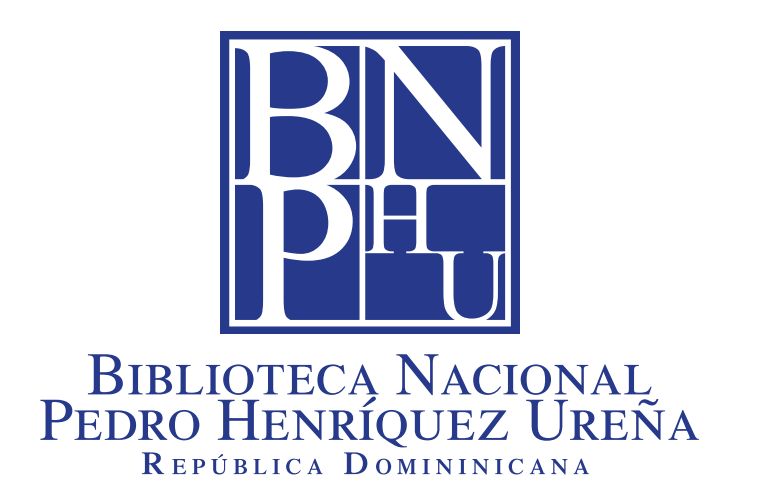 BN
PHU
BIBLIOTECA NACIONAL
PEDRO HENRÍQUEZ UREÑA
REPÚBLICA DOMININICANA